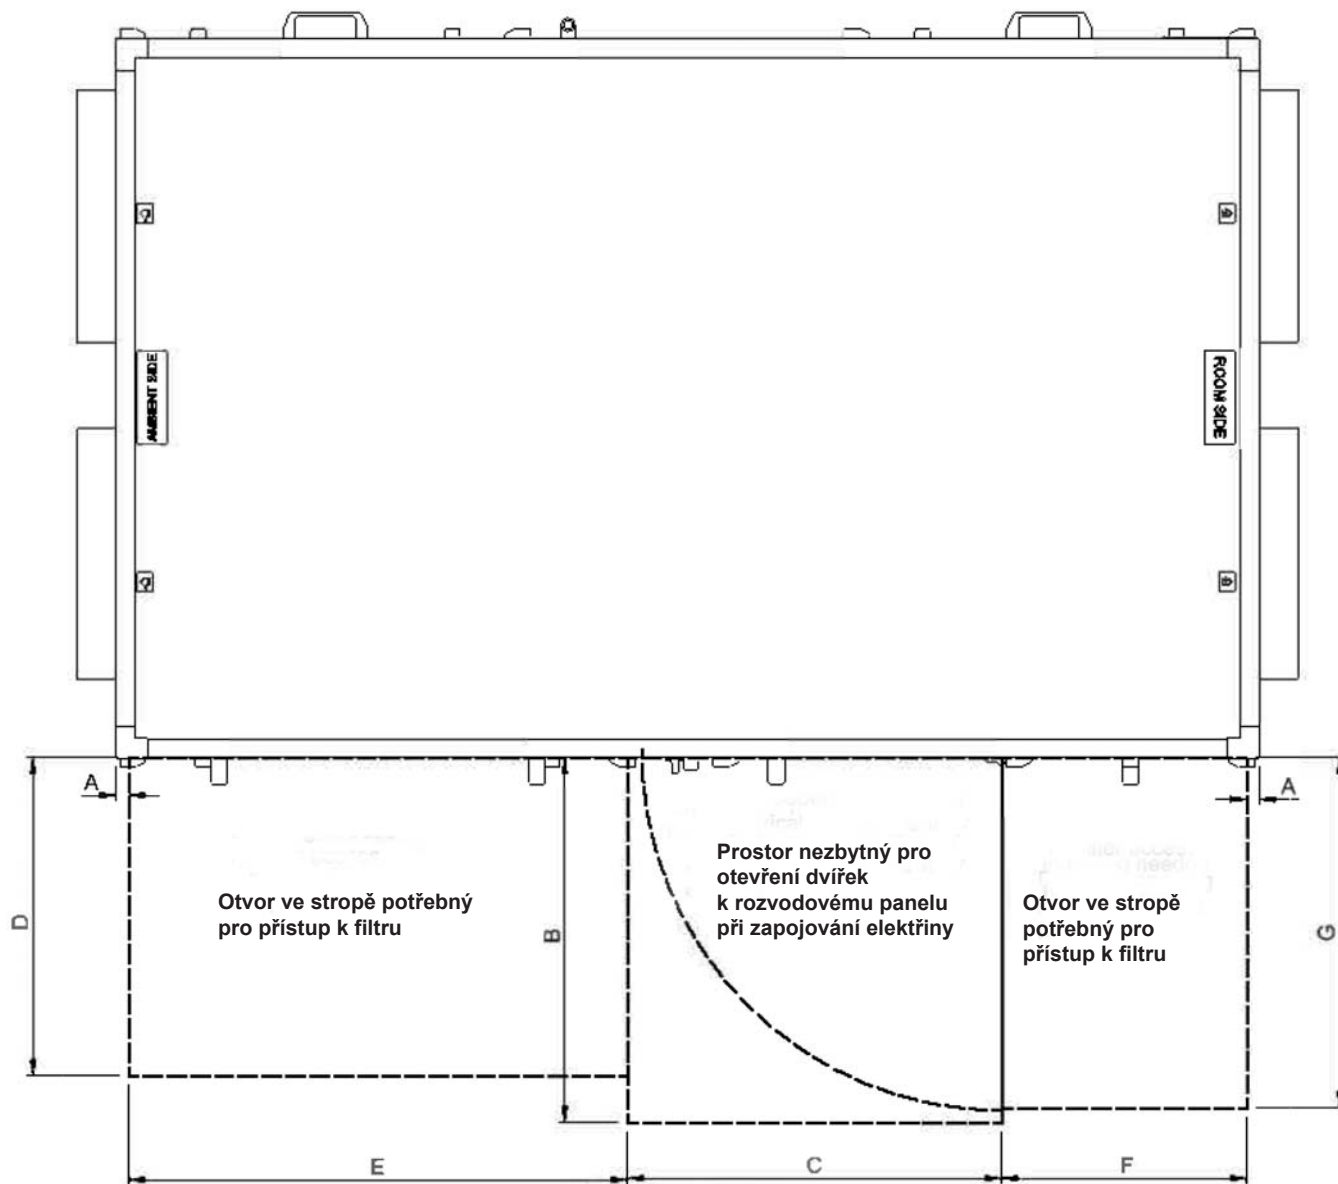 AMBIENT SIDE
ROOM SIDE
A
A
Otvor ve stropě potřebný
pro přístup k filtru
Prostor nezbytný pro
otevření dvířek
k rozvodovému panelu
při zapojování elektřiny
Otvor ve stropě
potřebný pro
přístup k filtru
D
B
G
E
C
F